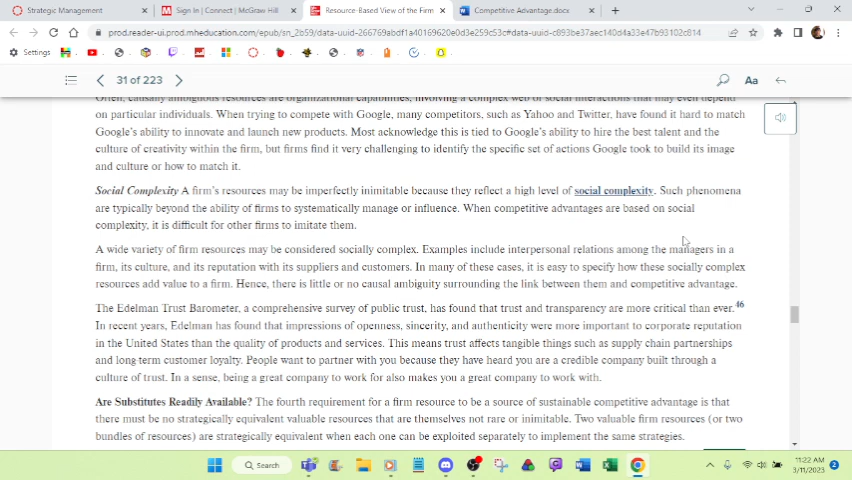 Strategic Management
Sign In | Connect | McGraw Hill
Resource-Based View of the Firm
Competitive Advantage.docx
prod.reader-ui.prod.mheducation.com/epub/sn_2b59/data-uuid-266769abdf1a40169620e0d3e259c53c#data-uuid-c893be37aec140d4a33e47b93102c814
Settings
31 of 223
Aa
Often, causally ambiguous resources are organizational capabilities, involving a complex web of social interactions that may even depend
on particular individuals. When trying to compete with Google, many competitors, such as Yahoo and Twitter, have found it hard to match
Google's ability to innovate and launch new products. Most acknowledge this is tied to Google's ability to hire the best talent and the
culture of creativity within the firm, but firms find it very challenging to identify the specific set of actions Google took to build its image
and culture or how to match it.
Social Complexity A firm's resources may be imperfectly inimitable because they reflect a high level of social complexity. Such phenomena
are typically beyond the ability of firms to systematically manage or influence. When competitive advantages are based on social
complexity, it is difficult for other firms to imitate them.
A wide variety of firm resources may be considered socially complex. Examples include interpersonal relations among the managers in a
firm, its culture, and its reputation with its suppliers and customers. In many of these cases, it is easy to specify how these socially complex
resources add value to a firm. Hence, there is little or no causal ambiguity surrounding the link between them and competitive advantage.
The Edelman Trust Barometer, a comprehensive survey of public trust, has found that trust and transparency are more critical than ever.46
In recent years, Edelman has found that impressions of openness, sincerity, and authenticity were more important to corporate reputation
in the United States than the quality of products and services. This means trust affects tangible things such as supply chain partnerships
and long-term customer loyalty. People want to partner with you because they have heard you are a credible company built through a
culture of trust. In a sense, being a great company to work for also makes you a great company to work with.
Are Substitutes Readily Available? The fourth requirement for a firm resource to be a source of sustainable competitive advantage is that
there must be no strategically equivalent valuable resources that are themselves not rare or inimitable. Two valuable firm resources (or two
bundles of resources) are strategically equivalent when each one can be exploited separately to implement the same strategies.
Search
11:22 AM
3/11/2023
2